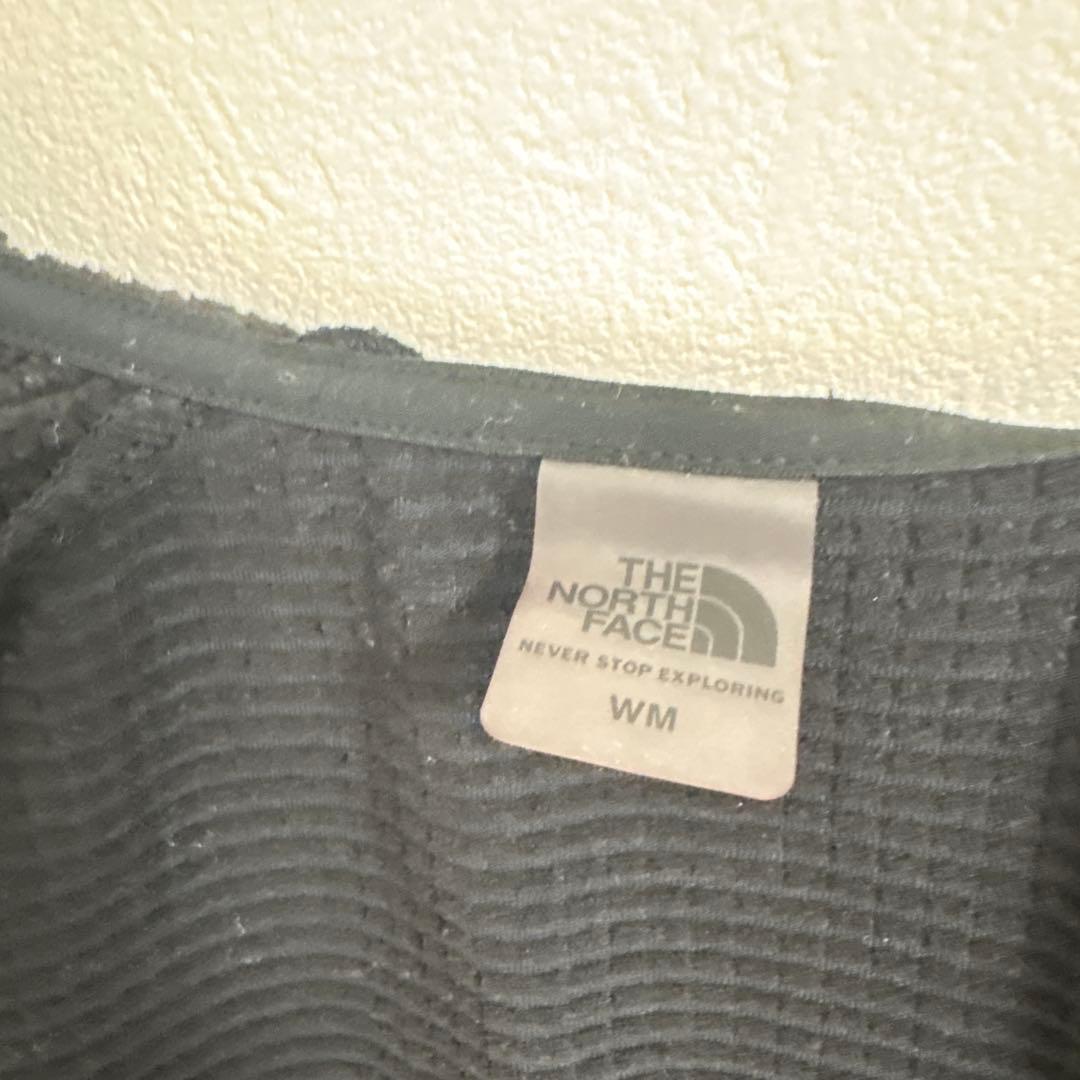 THE
NORTH
FACE
NEVER STOP EXPLORING
WM